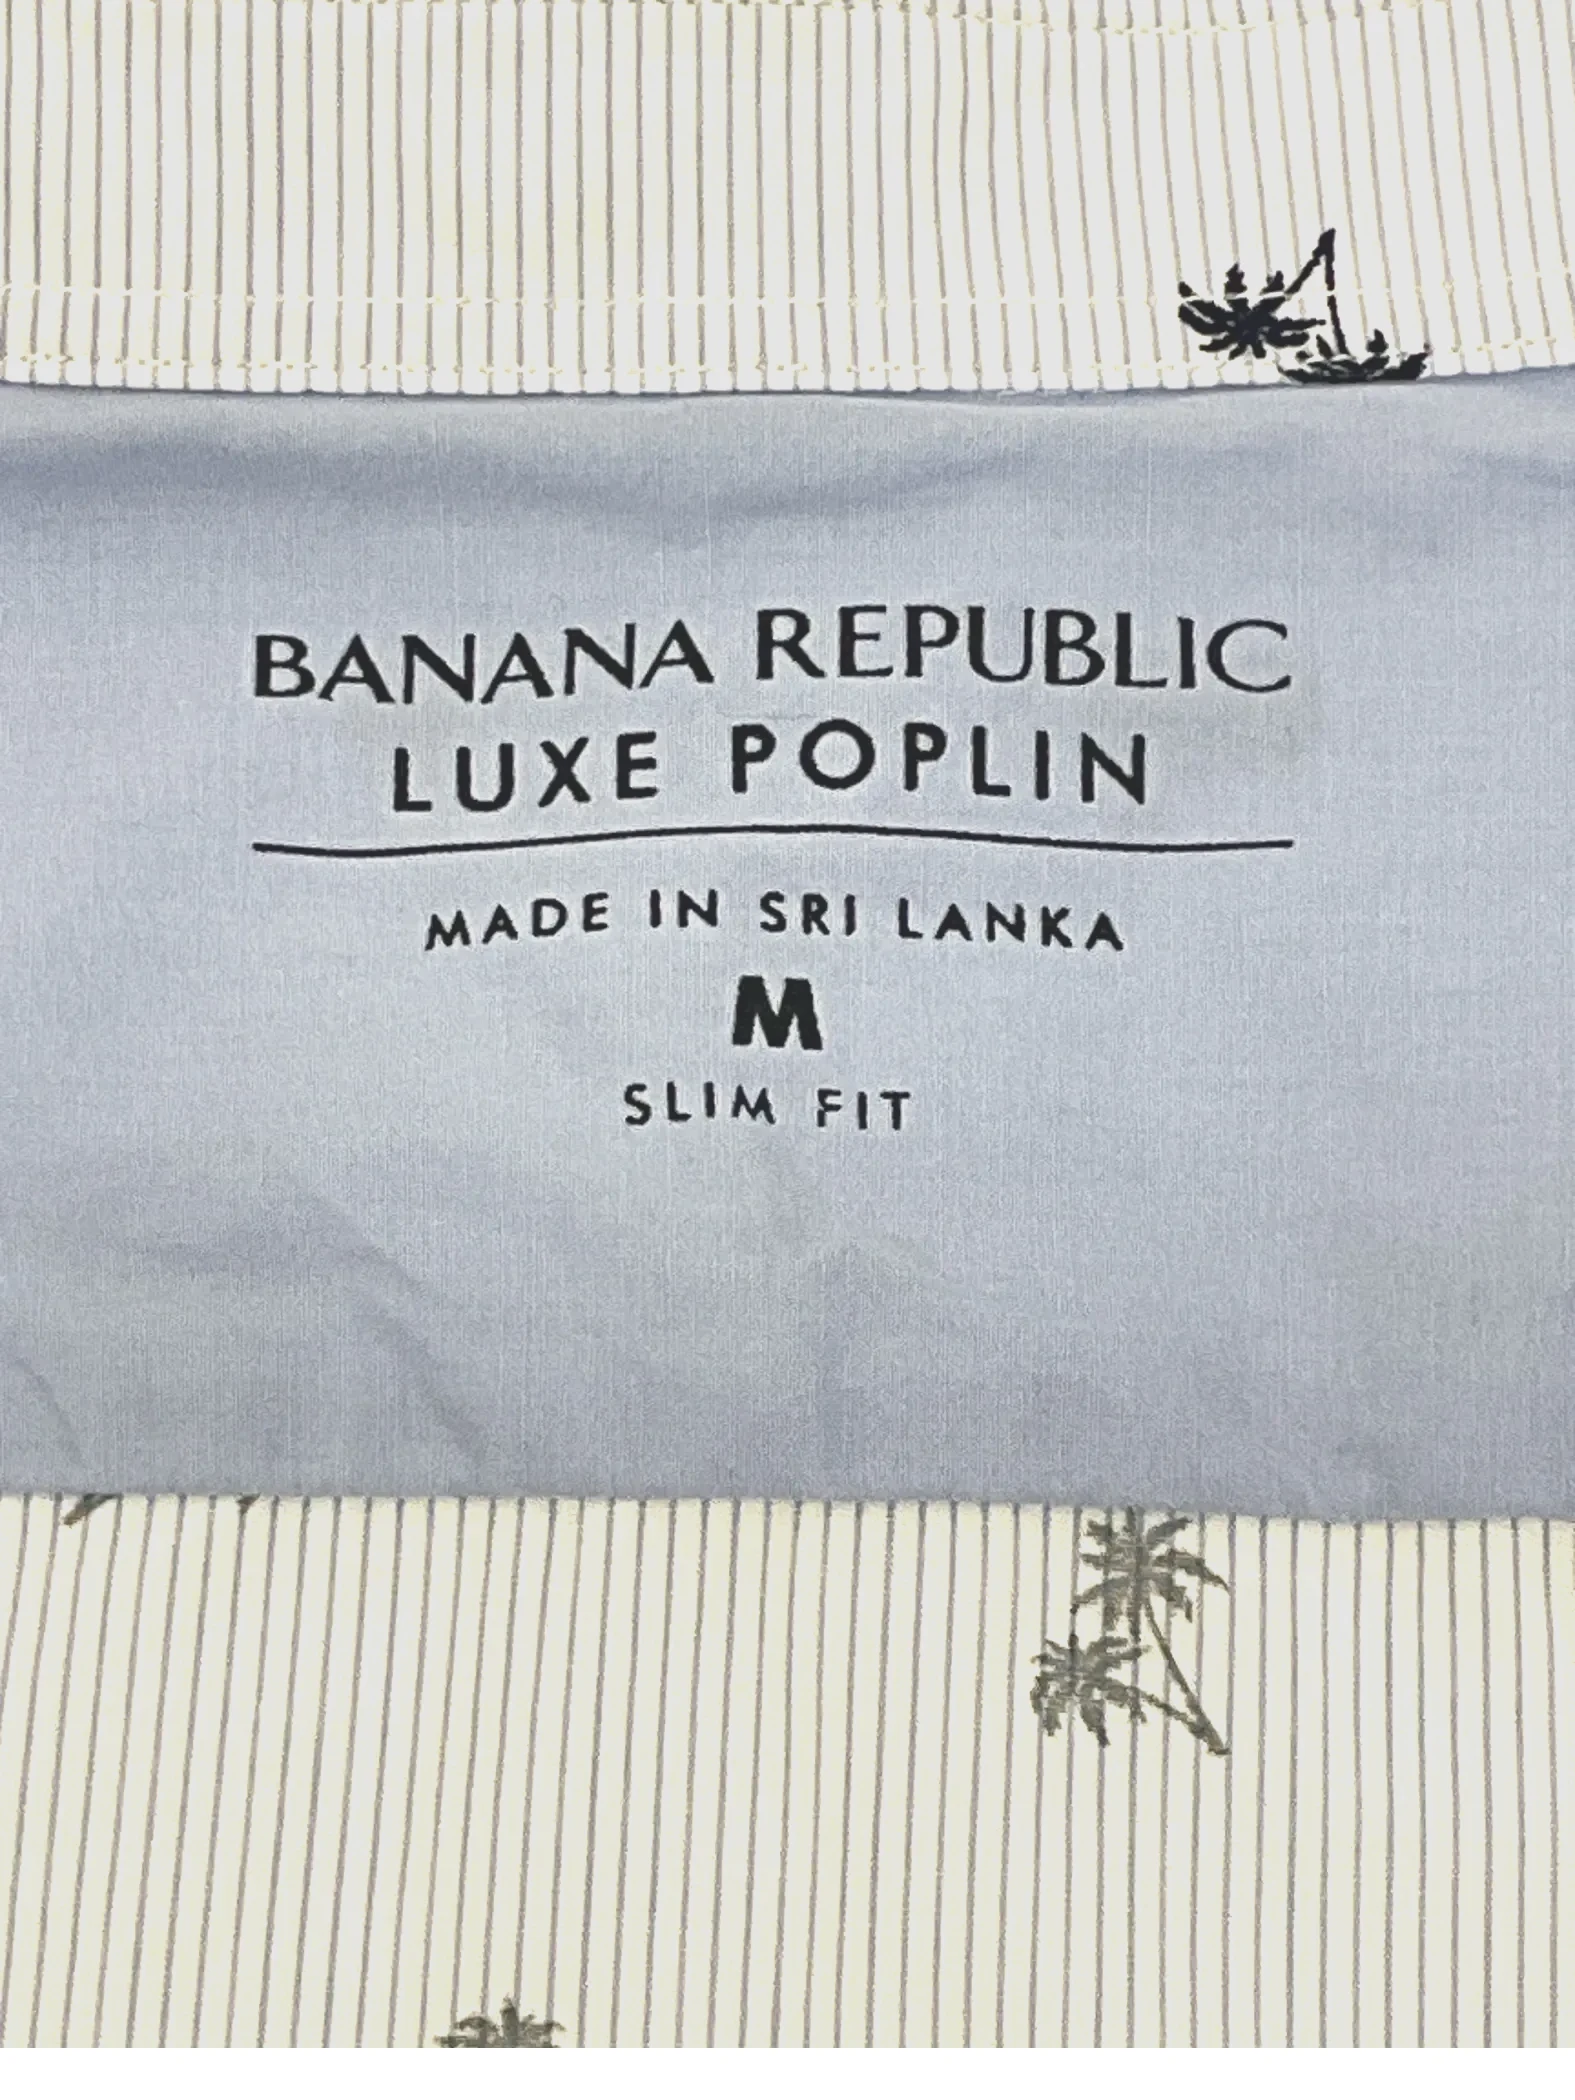 BANANA REPUBLIC
LUXE POPLIN
MADE IN SRI LANKA
M
SLIM FIT